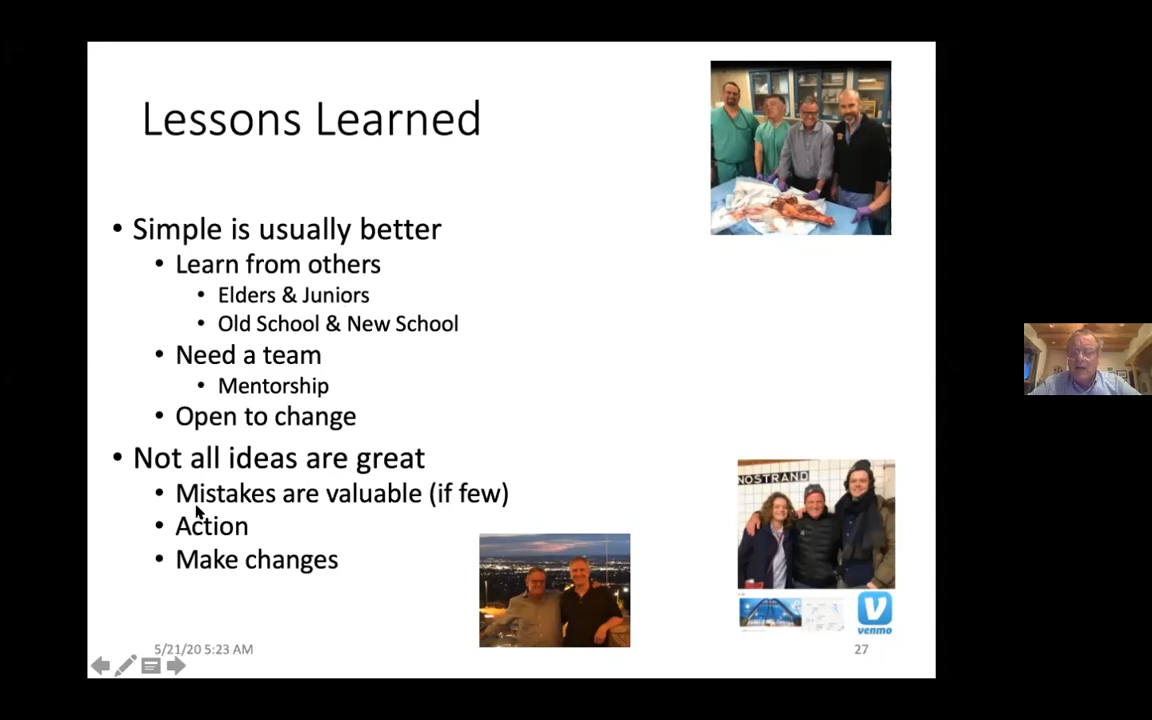 Lessons Learned
• Simple is usually better
• Learn from others
• Elders & Juniors
• Old School & New School
• Need a team
• Mentorship
• Open to change
• Not all ideas are great
• Mistakes are valuable (if few)
• Action
• Make changes
NOSTRAND
venmo
5/21/20 5:23 AM
27